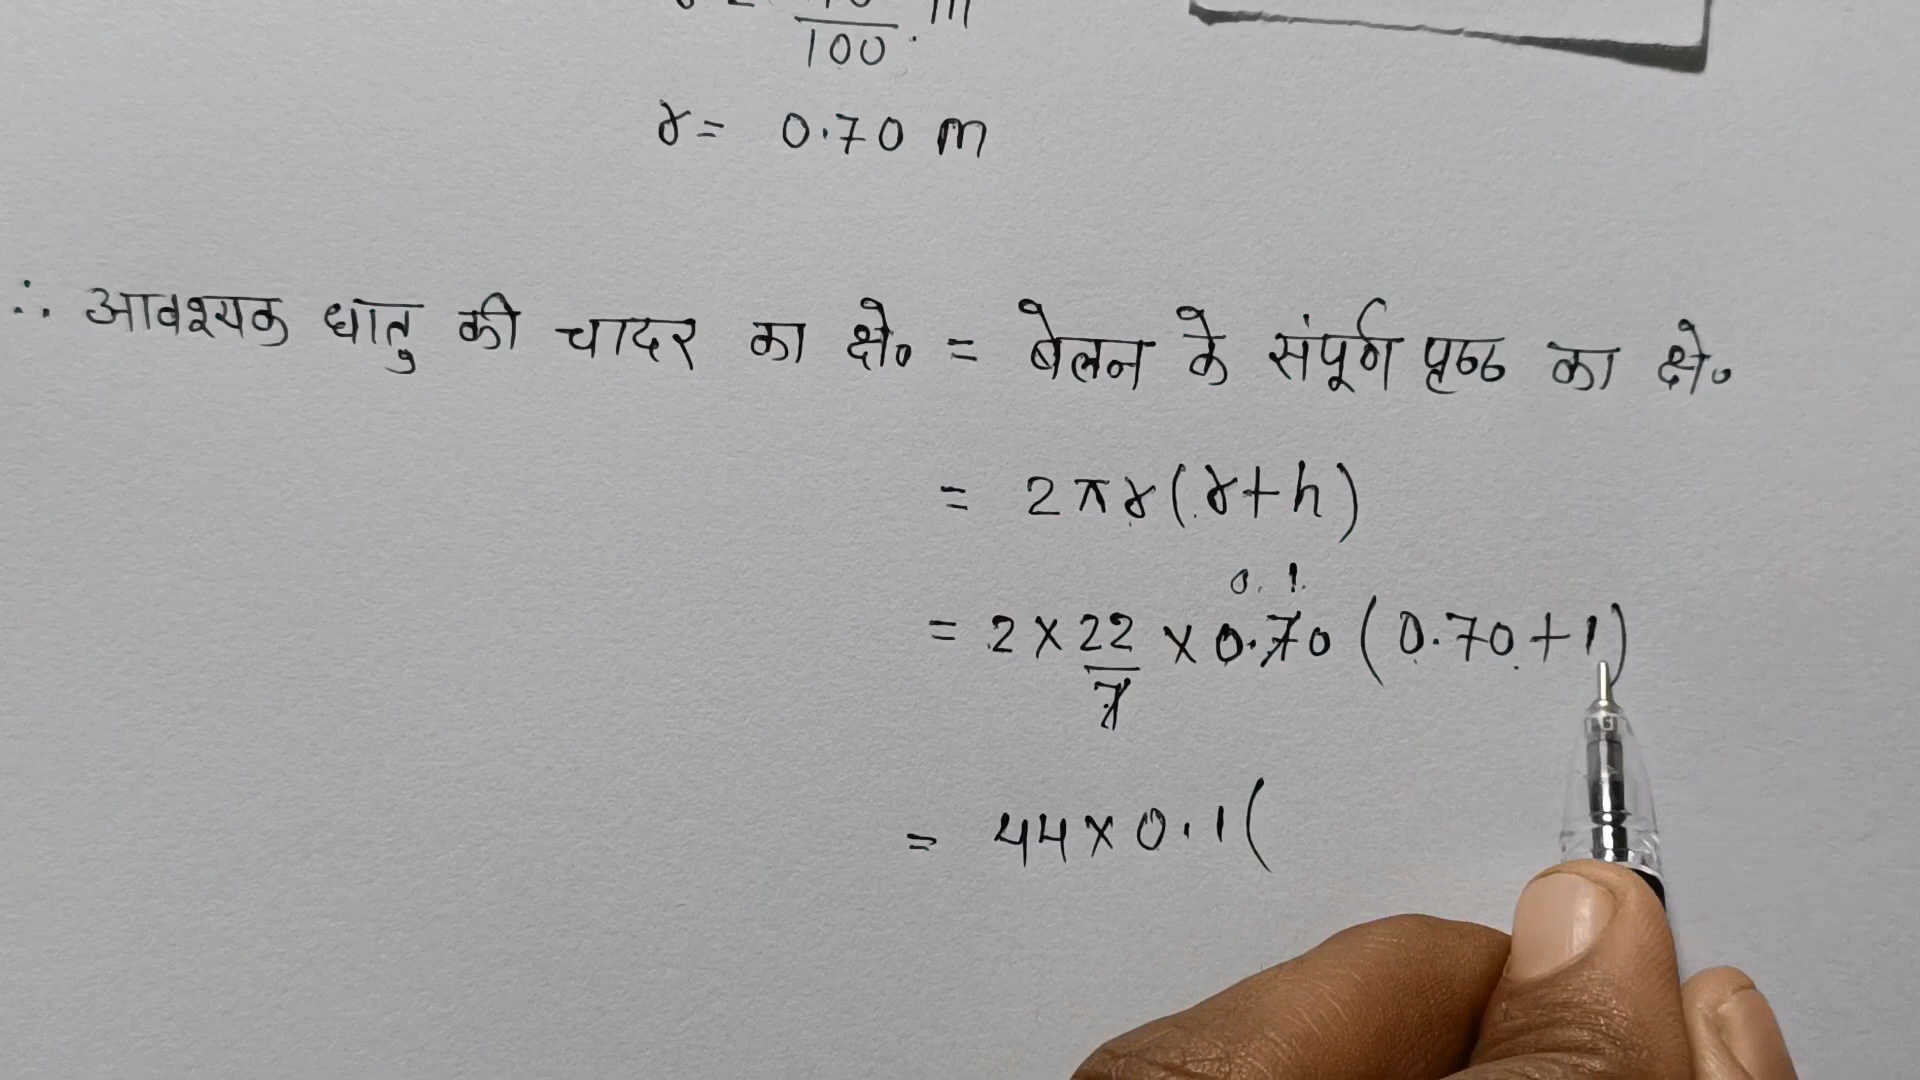 100 m
r = 0.70 m
∴ आवश्यक धातु की चादर का क्षे० = बेलन के संपूर्ण पृष्ठ का क्षे०
= 2πr(r+h)
0.1
= 2 × 22/7 × 0.70 (0.70+1)
= 44 × 0.1(